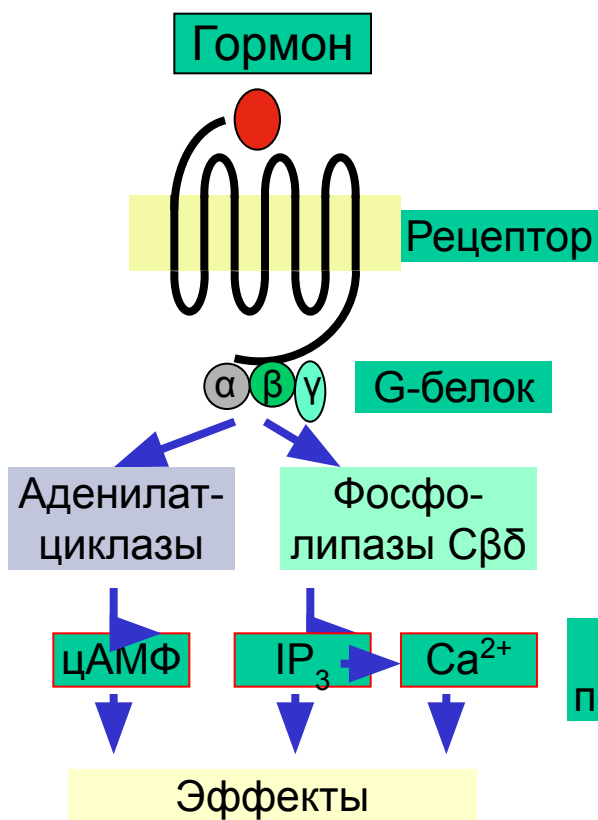 Гормон
Рецептор
α β γ
G-белок
Аденилат-
циклазы
Фосфо-
липазы Cβδ
цАМФ
IP₃
Ca²⁺
Эффекты